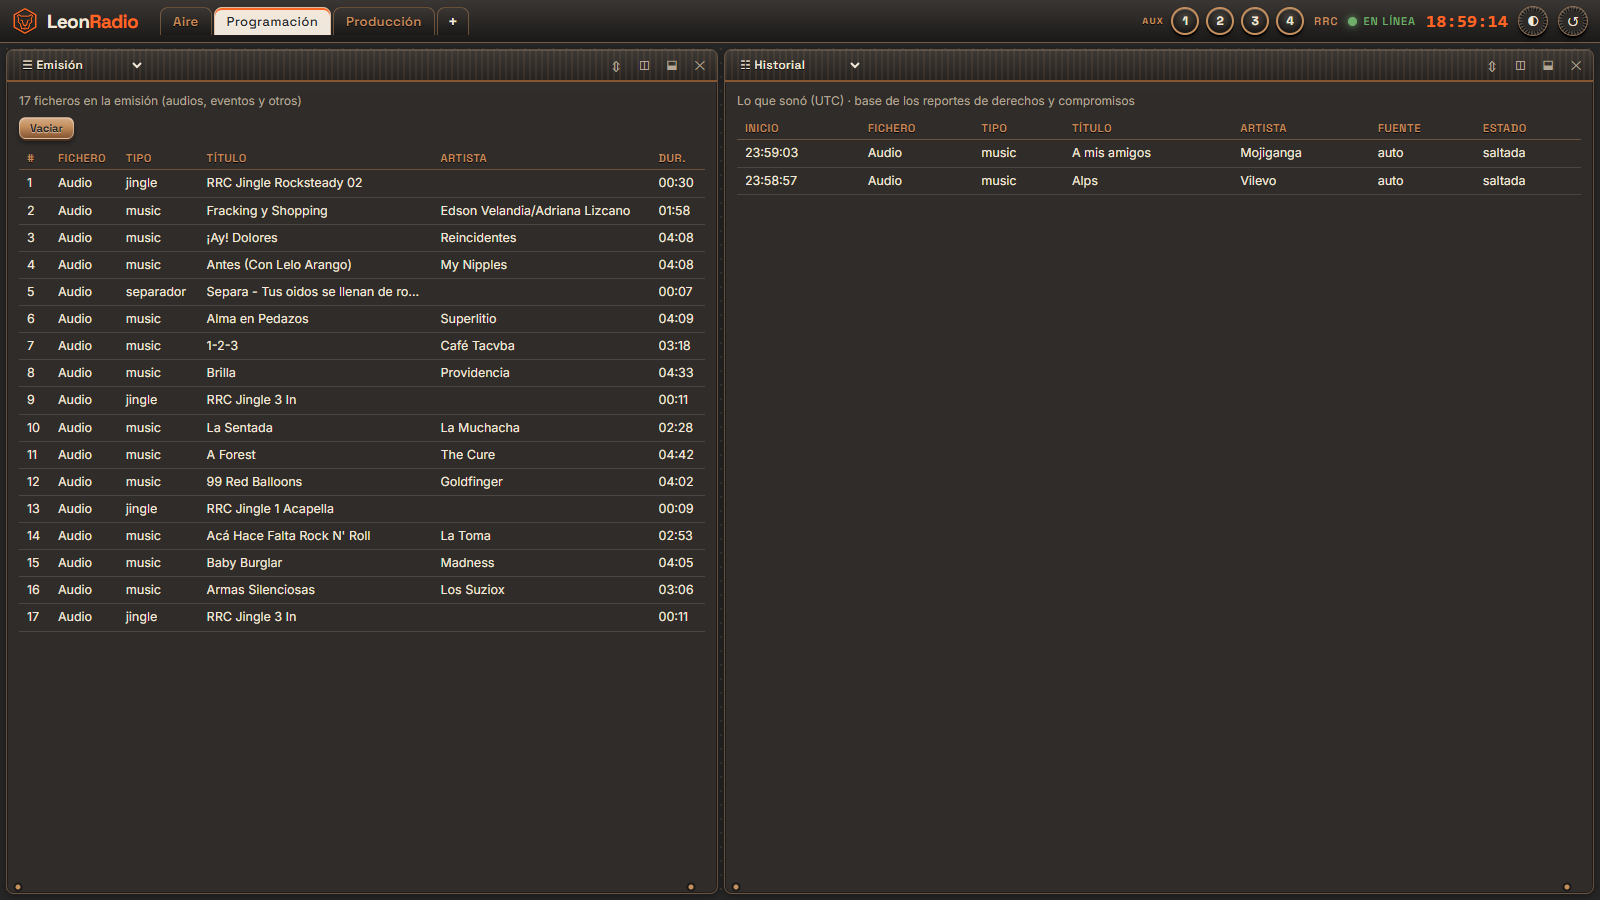 LeonRadio Aire Programación Producción + AUX 1 2 3 4 RRC EN LÍNEA 18:59:14
Emisión
17 ficheros en la emisión (audios, eventos y otros)
Vaciar
# FICHERO TIPO TÍTULO ARTISTA DUR.
1 Audio jingle RRC Jingle Rocksteady 02 00:30
2 Audio music Fracking y Shopping Edson Velandia/Adriana Lizcano 01:58
3 Audio music ¡Ay! Dolores Reincidentes 04:08
4 Audio music Antes (Con Lelo Arango) My Nipples 04:08
5 Audio separador Separa - Tus oidos se llenan de ro... 00:07
6 Audio music Alma en Pedazos Superlitio 04:09
7 Audio music 1-2-3 Café Tacvba 03:18
8 Audio music Brilla Providencia 04:33
9 Audio jingle RRC Jingle 3 In 00:11
10 Audio music La Sentada La Muchacha 02:28
11 Audio music A Forest The Cure 04:42
12 Audio music 99 Red Balloons Goldfinger 04:02
13 Audio jingle RRC Jingle 1 Acapella 00:09
14 Audio music Acá Hace Falta Rock N' Roll La Toma 02:53
15 Audio music Baby Burglar Madness 04:05
16 Audio music Armas Silenciosas Los Suziox 03:06
17 Audio jingle RRC Jingle 3 In 00:11
Historial
Lo que sonó (UTC) · base de los reportes de derechos y compromisos
INICIO FICHERO TIPO TÍTULO ARTISTA FUENTE ESTADO
23:59:03 Audio music A mis amigos Mojiganga auto saltada
23:58:57 Audio music Alps Vilevo auto saltada